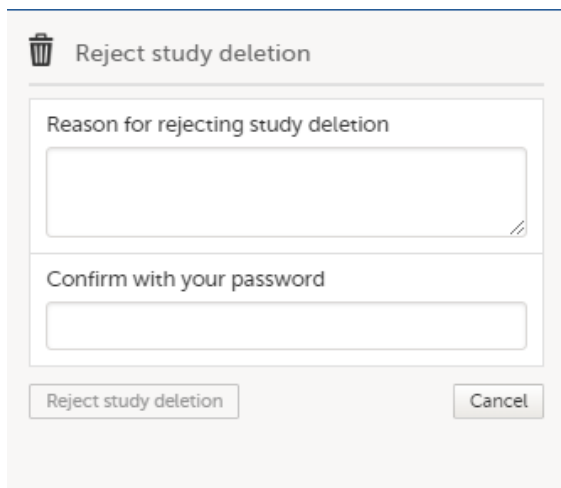 Reject study deletion
Reason for rejecting study deletion
Confirm with your password
Reject study deletion
Cancel